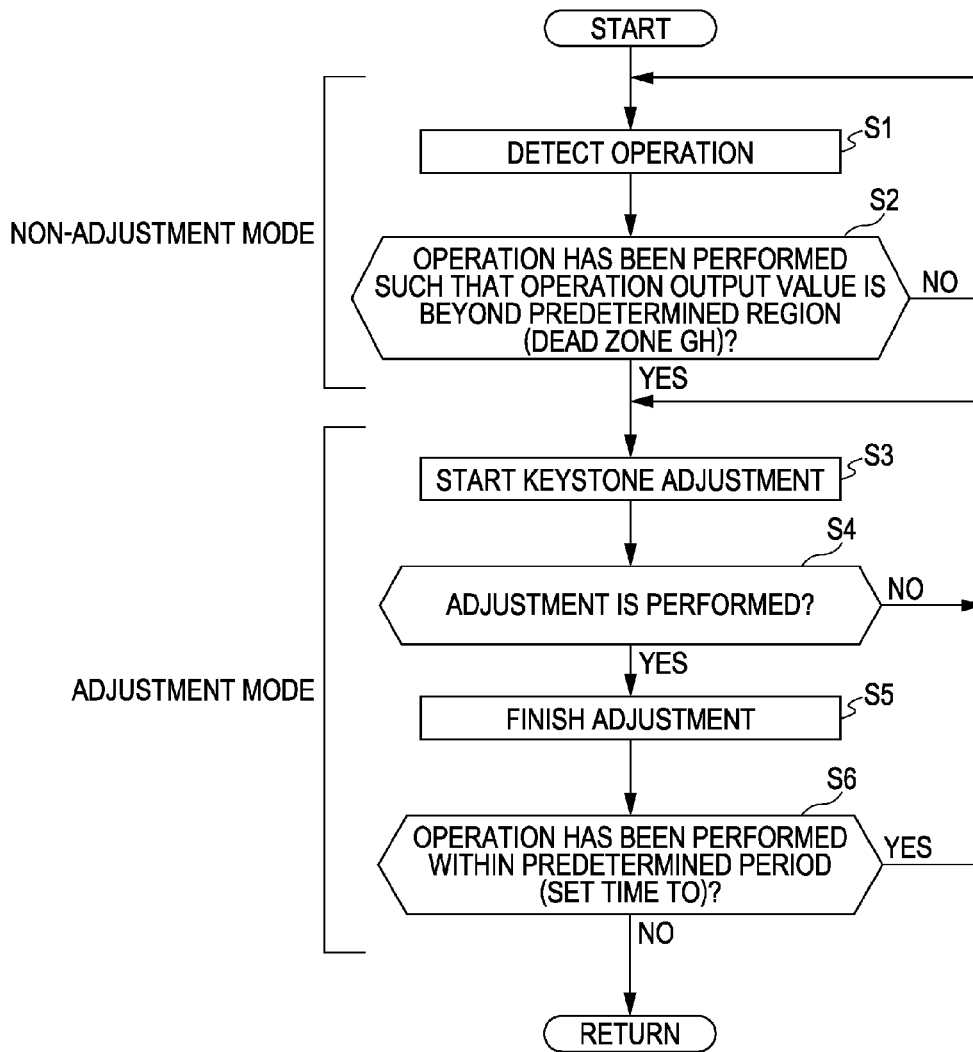 START
S1
DETECT OPERATION
S2
NON-ADJUSTMENT MODE
OPERATION HAS BEEN PERFORMED
SUCH THAT OPERATION OUTPUT VALUE IS
BEYOND PREDETERMINED REGION
(DEAD ZONE GH)?
NO
YES
S3
START KEYSTONE ADJUSTMENT
S4
ADJUSTMENT IS PERFORMED?
NO
YES
ADJUSTMENT MODE
S5
FINISH ADJUSTMENT
S6
OPERATION HAS BEEN PERFORMED
WITHIN PREDETERMINED PERIOD
(SET TIME TO)?
YES
NO
RETURN